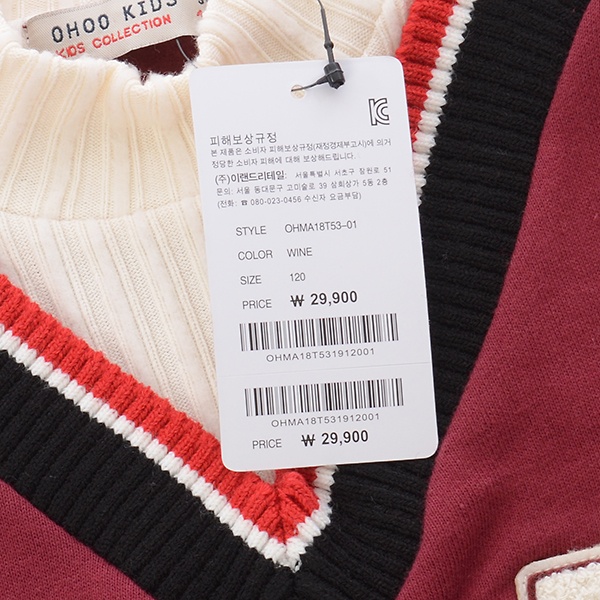 OHOO KIDS
KIDS COLLECTION
피해보상규정
본 제품은 소비자 피해보상규정(재정경제부고시)에 의거
정당한 소비자 피해에 대해 보상해드립니다.
(주)이랜드리테일: 서울특별시 서초구 잠원로 51
문의: 서울 동대문구 고미술로 39 삼희상가 5동 2층
(전화 ☎ 080-023-0456 수신자 요금부담)
STYLE OHMA18T53-01
COLOR WINE
SIZE 120
PRICE ₩ 29,900
OHMA18T531912001
OHMA18T531912001
PRICE ₩ 29,900